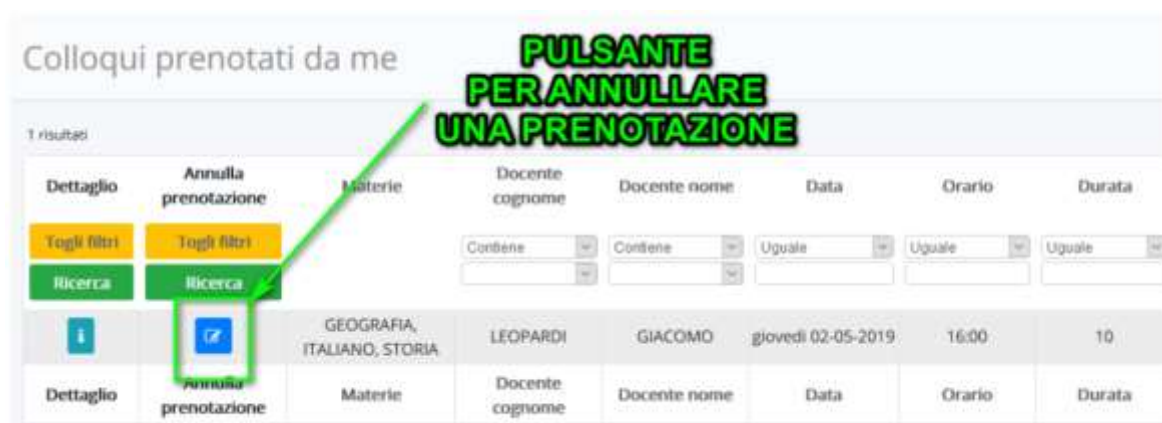 Colloqui prenotati da me
PULSANTE
PER ANNULLARE
UNA PRENOTAZIONE
1 risultati
Dettaglio Annulla prenotazione Materie Docente cognome Docente nome Data Orario Durata
Togli filtri Togli filtri Contiene Contiene Uguale Uguale Uguale
Ricerca Ricerca
GEOGRAFIA, ITALIANO, STORIA LEOPARDI GIACOMO giovedì 02-05-2019 16:00 10
Dettaglio Annulla prenotazione Materie Docente cognome Docente nome Data Orario Durata